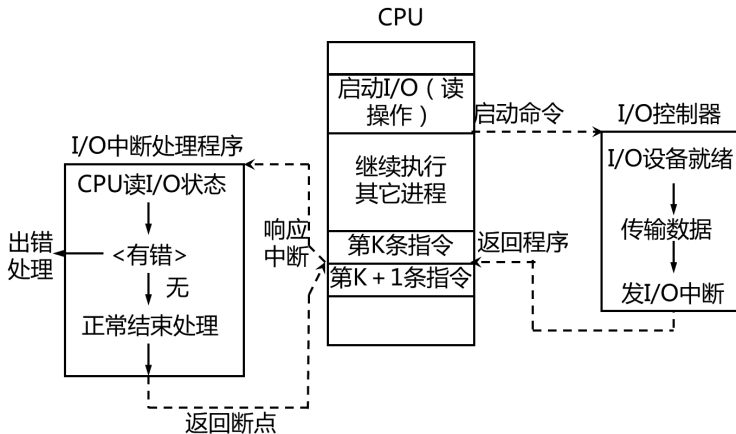 CPU
启动I/O（读
操作）
启动命令
I/O控制器
I/O中断处理程序
I/O设备就绪
继续执行
其它进程
CPU读I/O状态
响应
中断
传输数据
出错
处理
<有错>
第K条指令
返回程序
第K+1条指令
无
发I/O中断
正常结束处理
返回断点